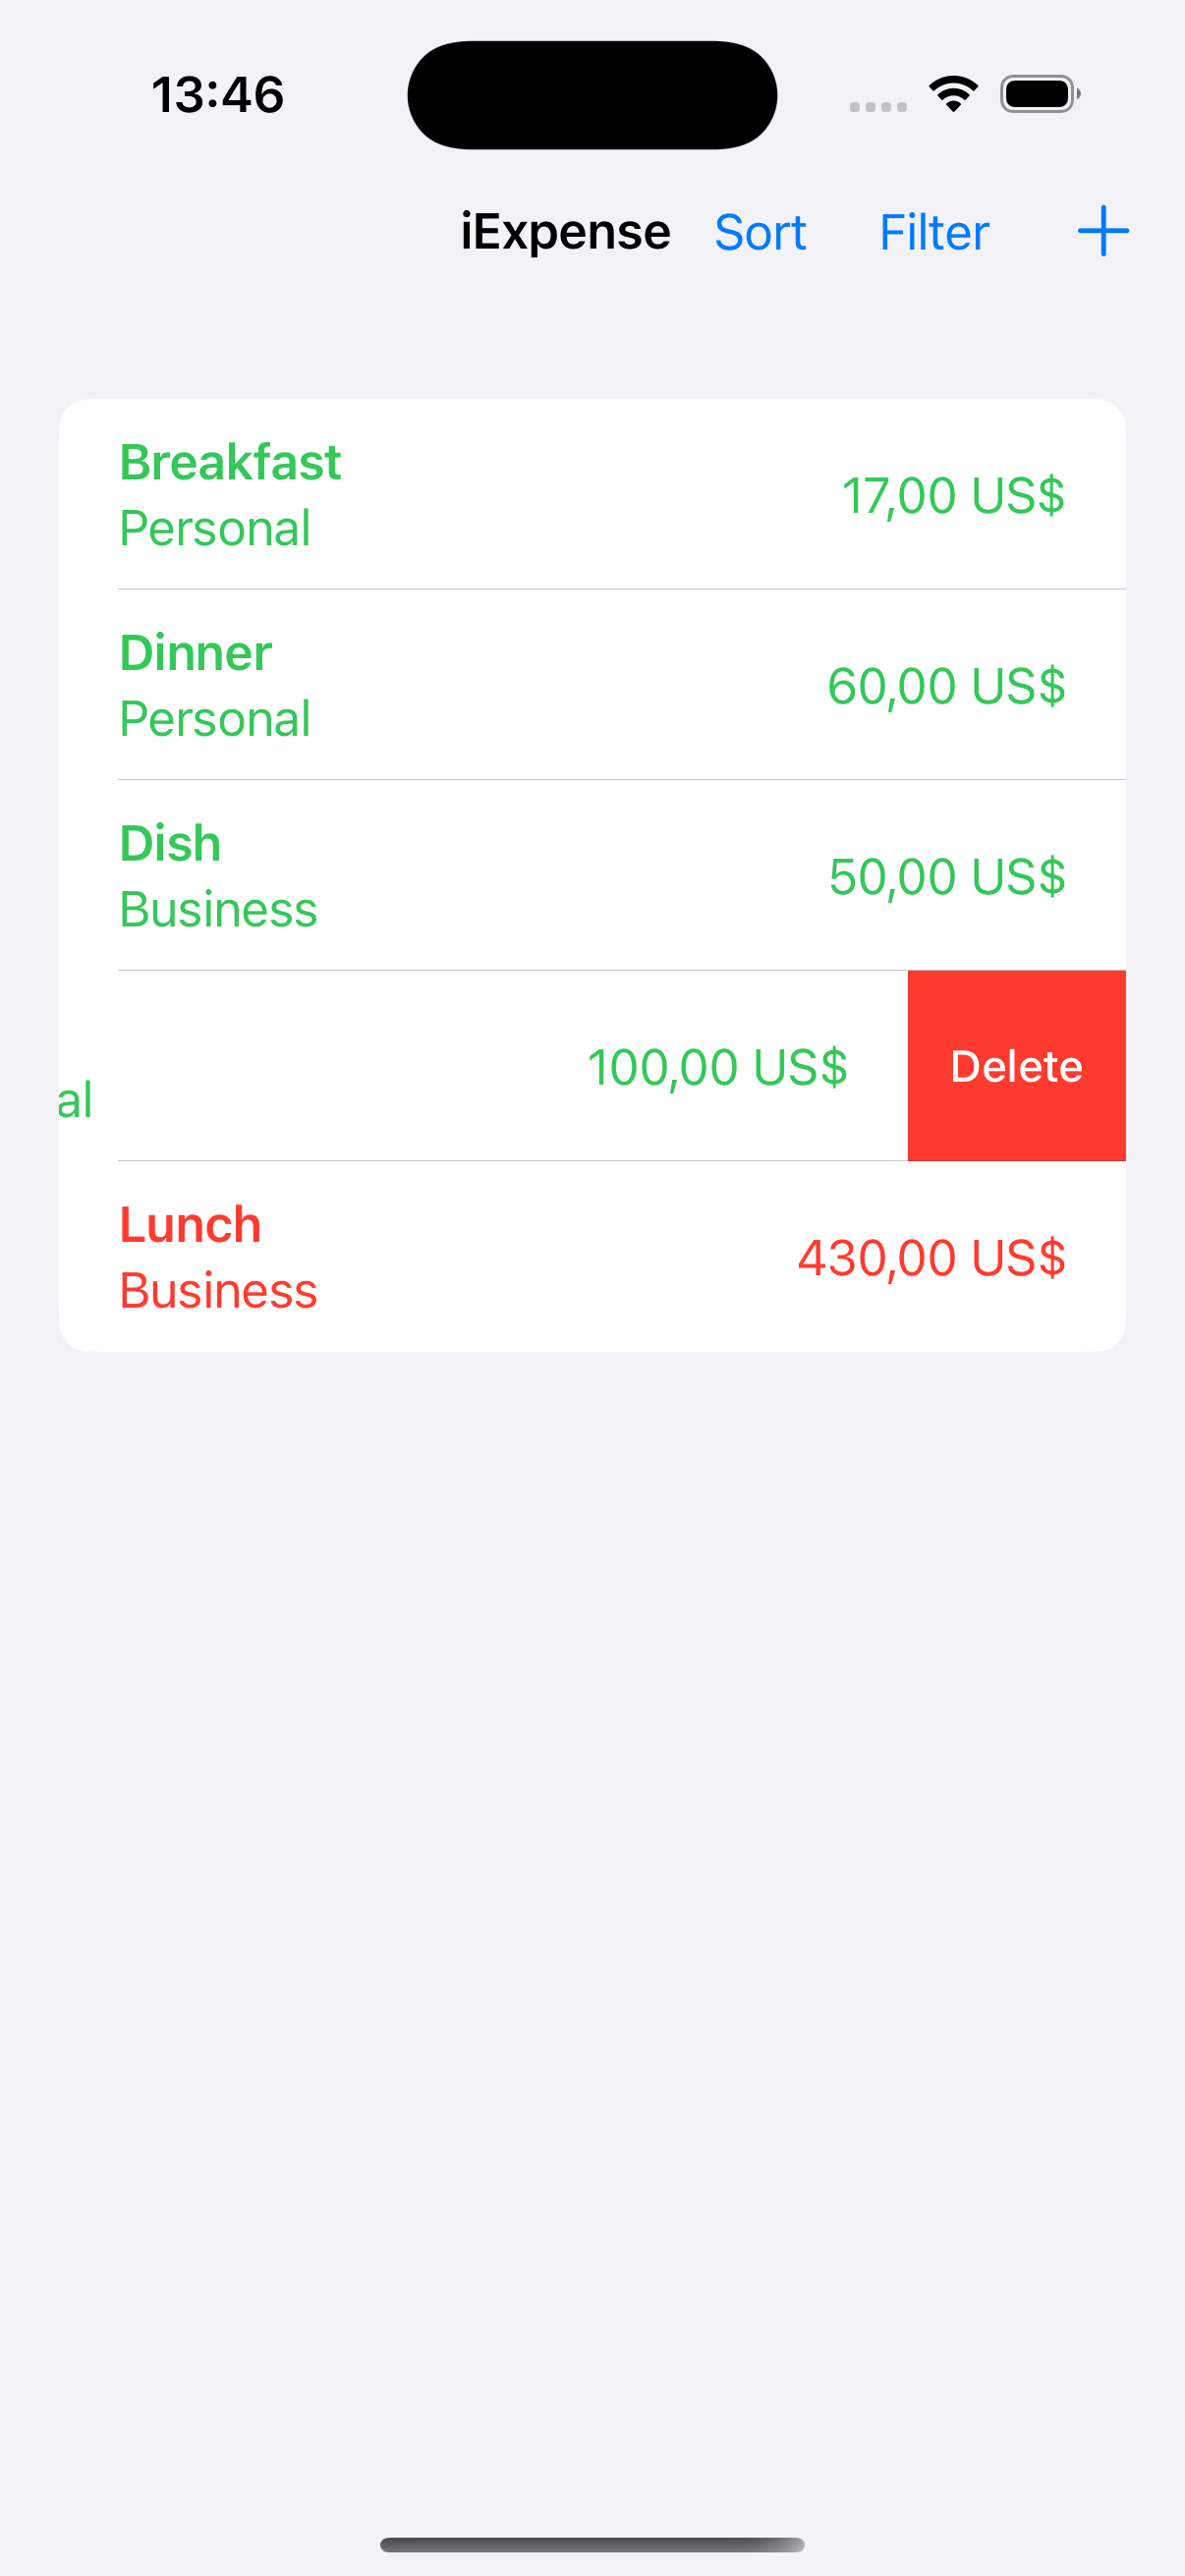 13:46
iExpense Sort Filter +
Breakfast
Personal
17,00 US$
Dinner
Personal
60,00 US$
Dish
Business
50,00 US$
al
100,00 US$
Delete
Lunch
Business
430,00 US$